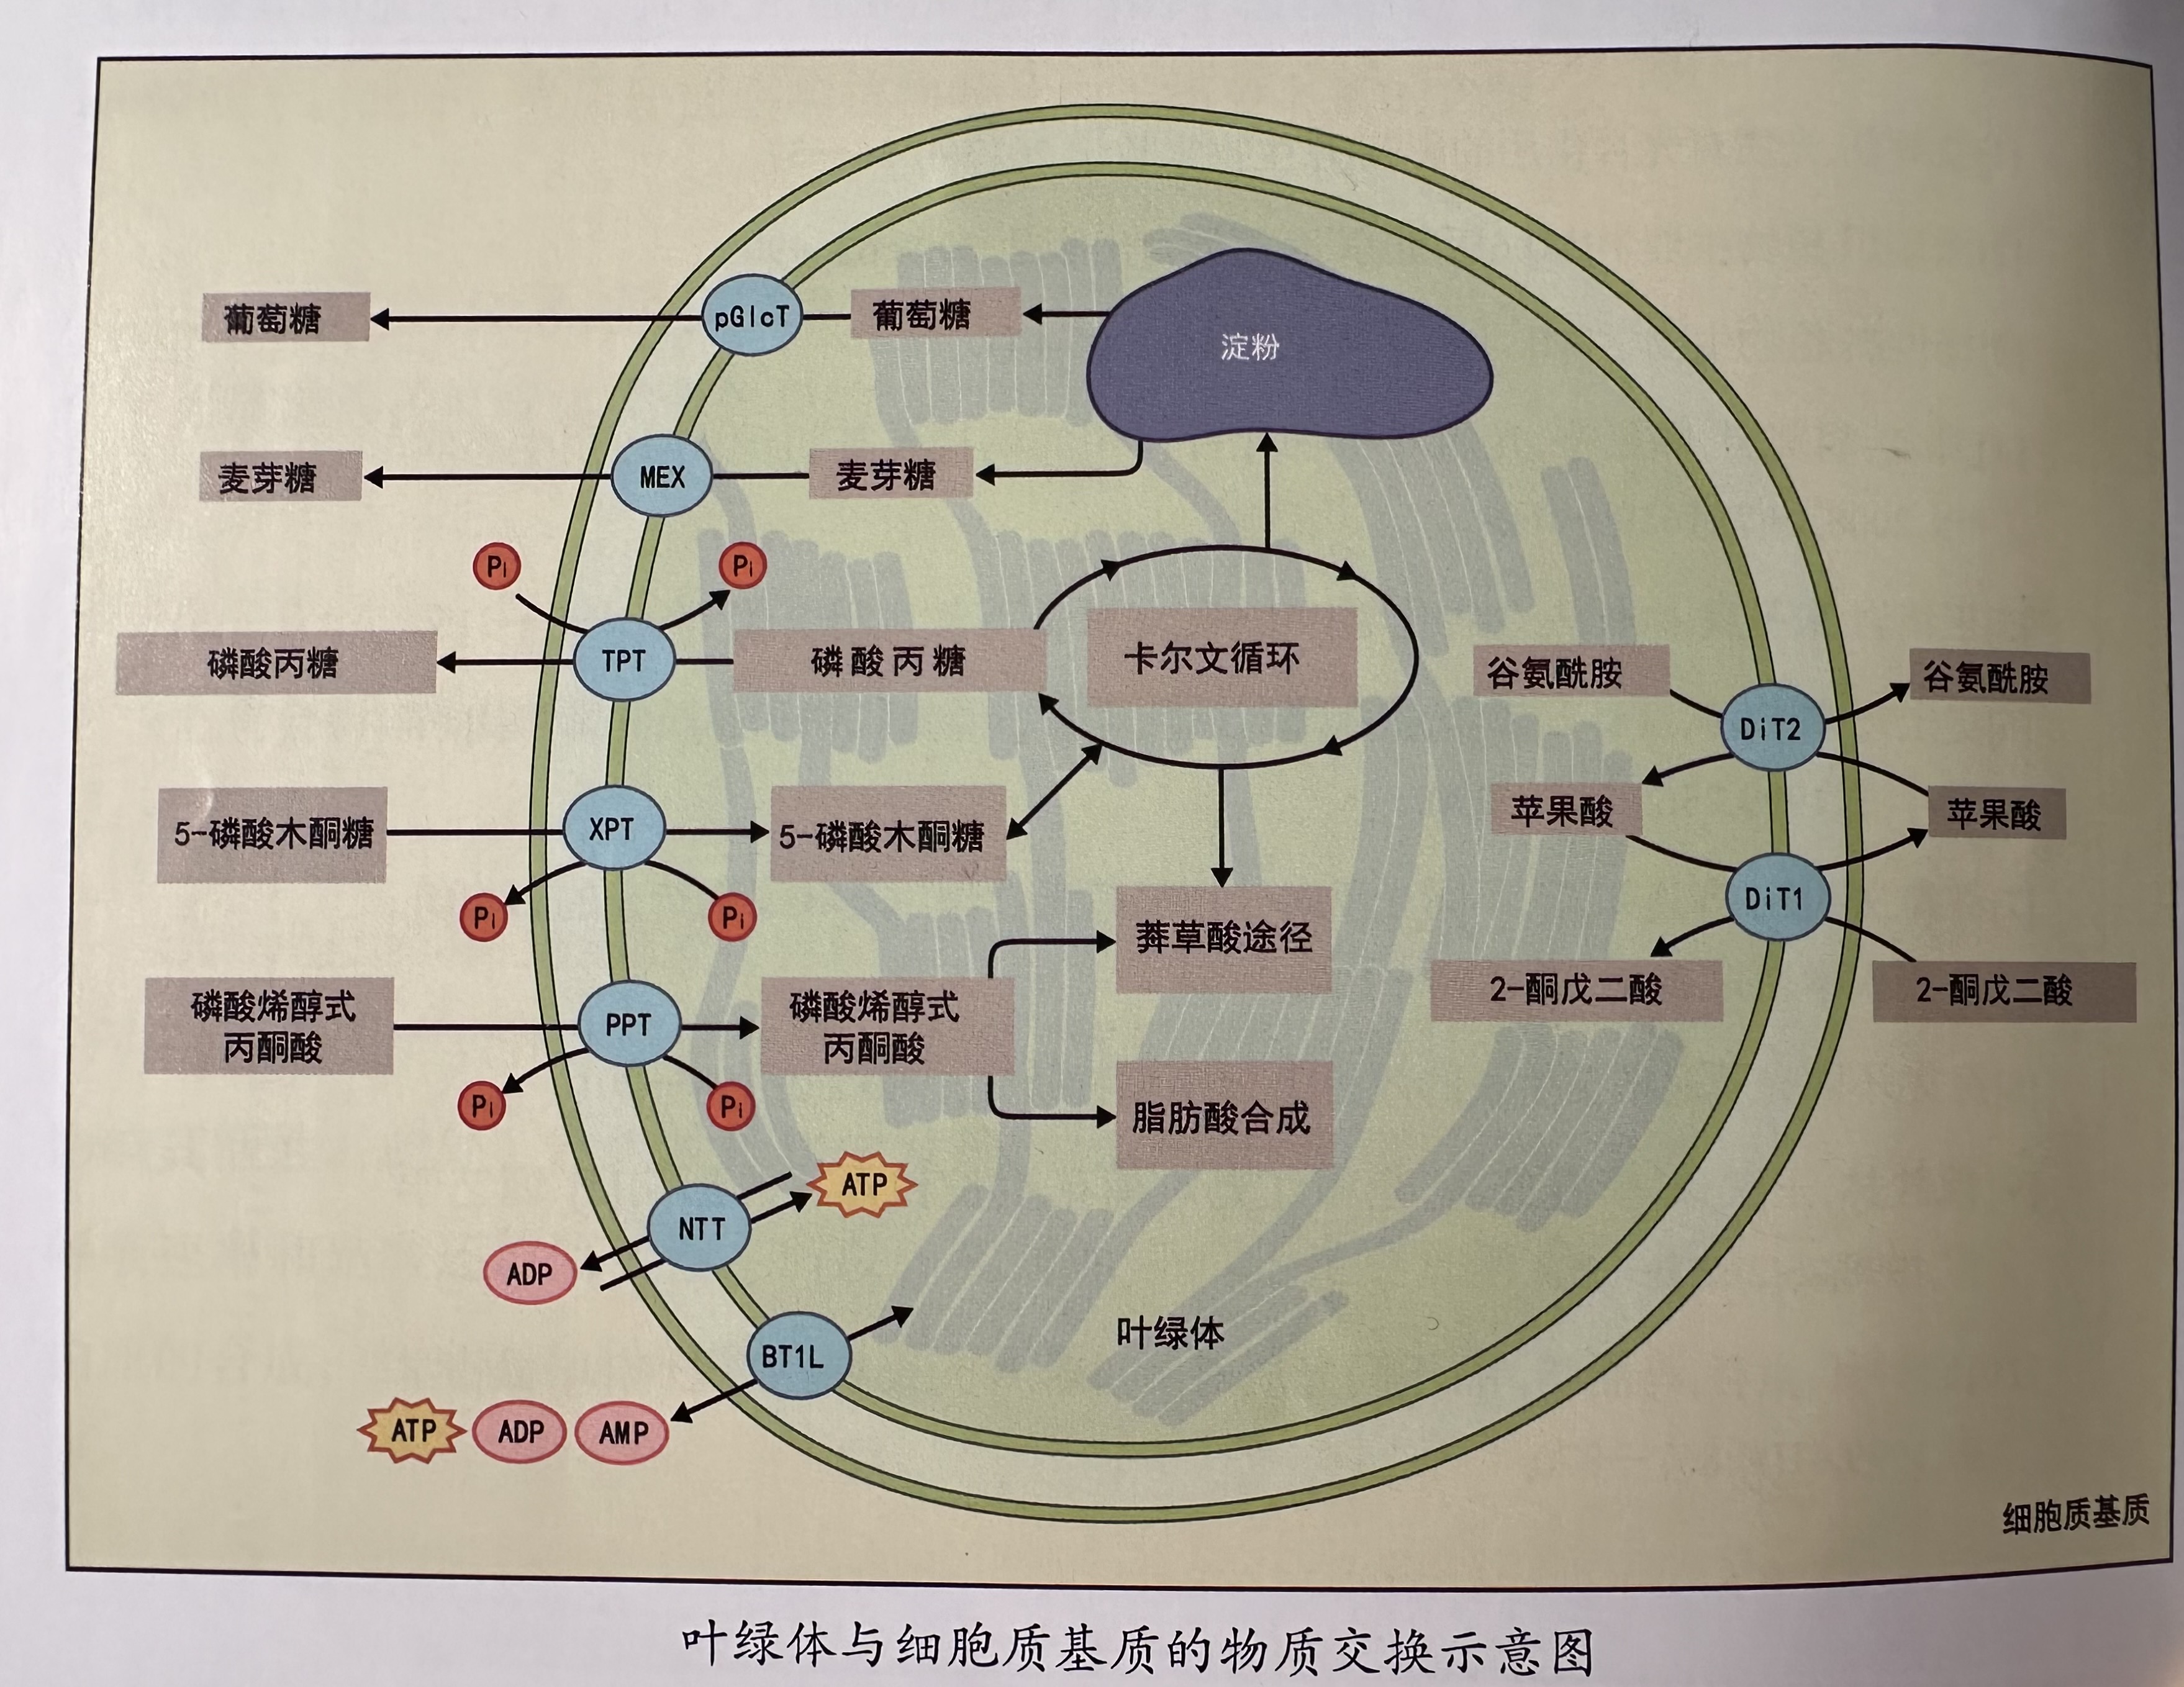 葡萄糖
pGlcT
葡萄糖
淀粉
麦芽糖
MEX
麦芽糖
Pi
Pi
磷酸丙糖
TPT
磷酸丙糖
卡尔文循环
谷氨酰胺
谷氨酰胺
DiT2
5-磷酸木酮糖
XPT
5-磷酸木酮糖
苹果酸
苹果酸
Pi
Pi
DiT1
莽草酸途径
磷酸烯醇式
丙酮酸
PPT
磷酸烯醇式
丙酮酸
2-酮戊二酸
2-酮戊二酸
Pi
Pi
脂肪酸合成
ATP
NTT
ADP
BT1L
叶绿体
ATP
ADP
AMP
细胞质基质
叶绿体与细胞质基质的物质交换示意图